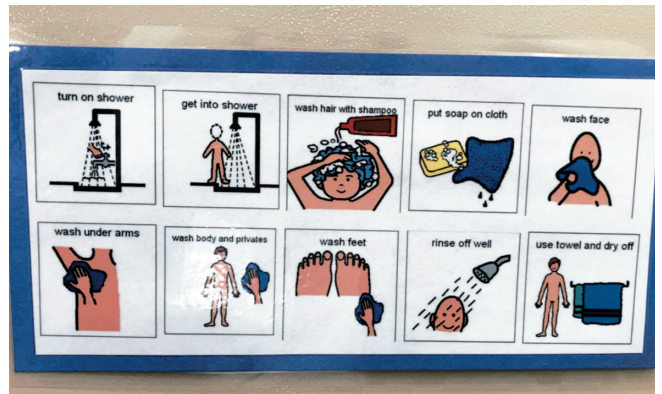 turn on shower
get into shower
wash hair with shampoo
put soap on cloth
wash face
wash under arms
wash body and privates
wash feet
rinse off well
use towel and dry off